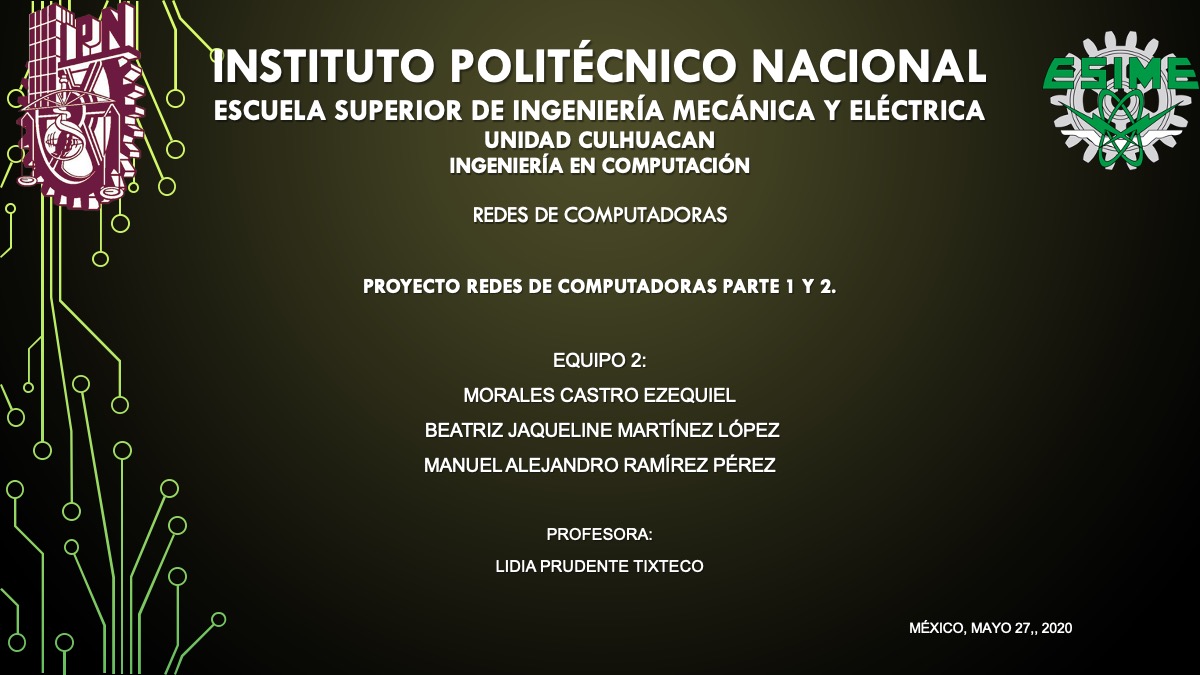 IPN
ESIME
INSTITUTO POLITÉCNICO NACIONAL
ESCUELA SUPERIOR DE INGENIERÍA MECÁNICA Y ELÉCTRICA
UNIDAD CULHUACAN
INGENIERÍA EN COMPUTACIÓN
REDES DE COMPUTADORAS
PROYECTO REDES DE COMPUTADORAS PARTE 1 Y 2.
EQUIPO 2:
MORALES CASTRO EZEQUIEL
BEATRIZ JAQUELINE MARTÍNEZ LÓPEZ
MANUEL ALEJANDRO RAMÍREZ PÉREZ
PROFESORA:
LIDIA PRUDENTE TIXTECO
MÉXICO, MAYO 27,, 2020